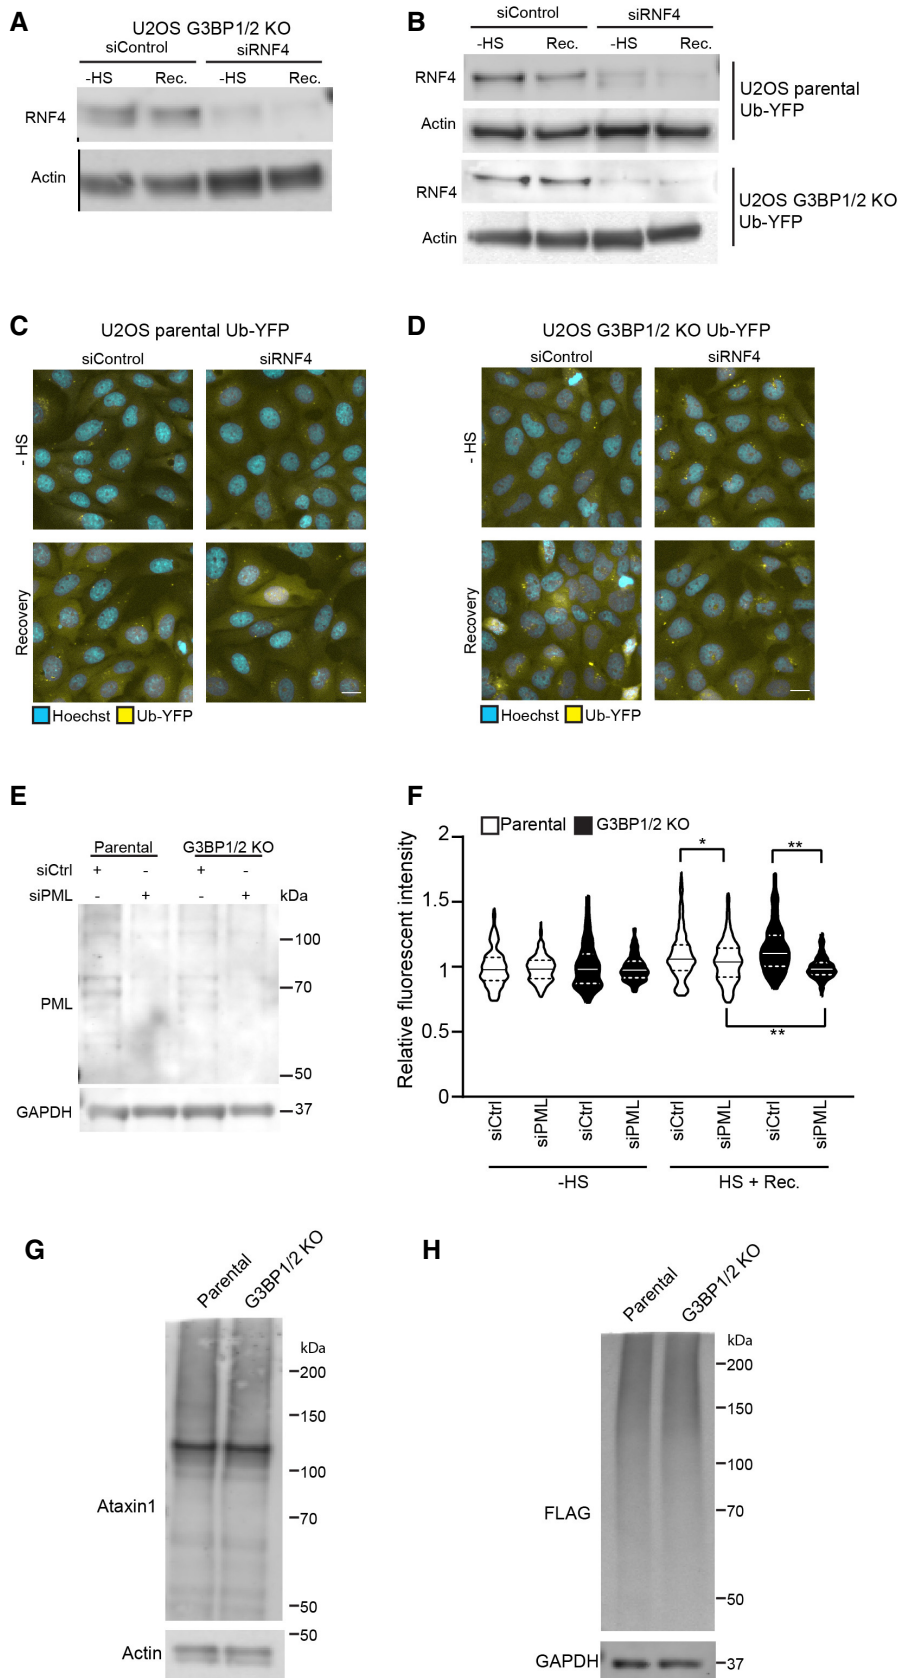 A
U2OS G3BP1/2 KO
siControl siRNF4
-HS Rec. -HS Rec.
RNF4
Actin
B
siControl siRNF4
-HS Rec. -HS Rec.
RNF4
Actin
U2OS parental
Ub-YFP
RNF4
Actin
U2OS G3BP1/2 KO
Ub-YFP
C
U2OS parental Ub-YFP
siControl siRNF4
- HS
Recovery
Hoechst Ub-YFP
D
U2OS G3BP1/2 KO Ub-YFP
siControl siRNF4
- HS
Recovery
Hoechst Ub-YFP
E
Parental G3BP1/2 KO
siCtrl + - + -
siPML - + - + kDa
100
70
PML
50
GAPDH 37
F
Parental G3BP1/2 KO
Relative fluorescent intensity
2
1.5
1
0.5
0
* **
**
siCtrl siPML siCtrl siPML siCtrl siPML siCtrl siPML
-HS HS + Rec.
G
Parental G3BP1/2 KO
kDa
200
150
100
Ataxin1
70
50
50
Actin
H
Parental G3BP1/2 KO
kDa
200
150
100
FLAG
70
50
GAPDH 37